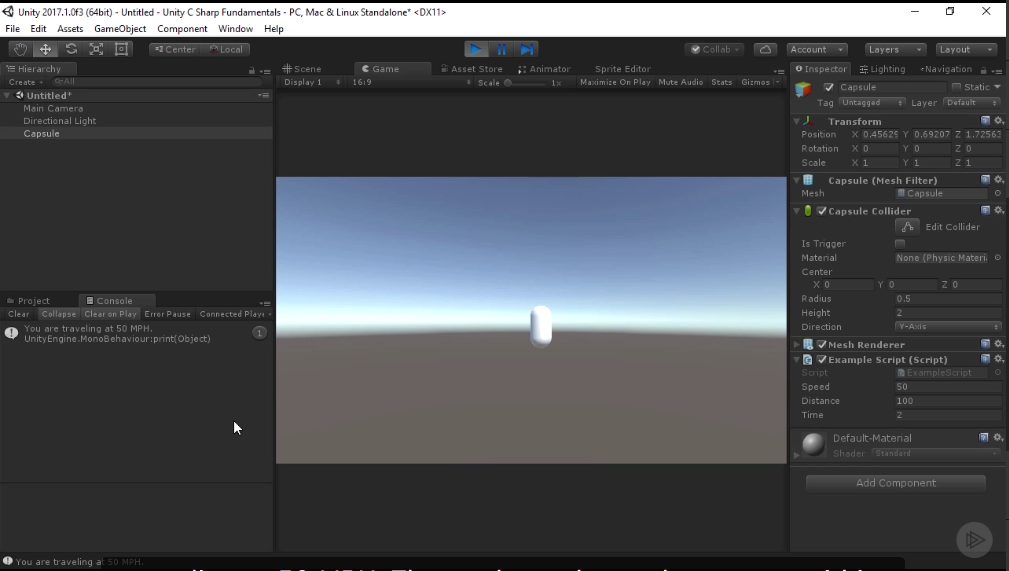 Unity 2017.1.0f3 (64bit) - Untitled - Unity C Sharp Fundamentals - PC, Mac & Linux Standalone* <DX11>
File Edit Assets GameObject Component Window Help
Center Local Collab Account Layers Layout
Hierarchy Scene Game Asset Store Animator Sprite Editor Inspector Lighting Navigation
Create All Display 1 16:9 Scale 1x Maximize On Play Mute Audio Stats Gizmos
Untitled*
Main Camera
Directional Light
Capsule
Capsule Static
Tag Untagged Layer Default
Transform
Position X 0.45629 Y 0.69207 Z 1.72563
Rotation X 0 Y 0 Z 0
Scale X 1 Y 1 Z 1
Capsule (Mesh Filter)
Mesh Capsule
Capsule Collider
Edit Collider
Is Trigger
Material None (Physic Materi
Center
X 0 Y 0 Z 0
Radius 0.5
Height 2
Direction Y-Axis
Mesh Renderer
Example Script (Script)
Script ExampleScript
Speed 50
Distance 100
Time 2
Default-Material
Shader Standard
Add Component
Project Console
Clear Collapse Clear on Play Error Pause Connected Playe
You are traveling at 50 MPH. 1
UnityEngine.MonoBehaviour:print(Object)
You are traveling at 50 MPH.